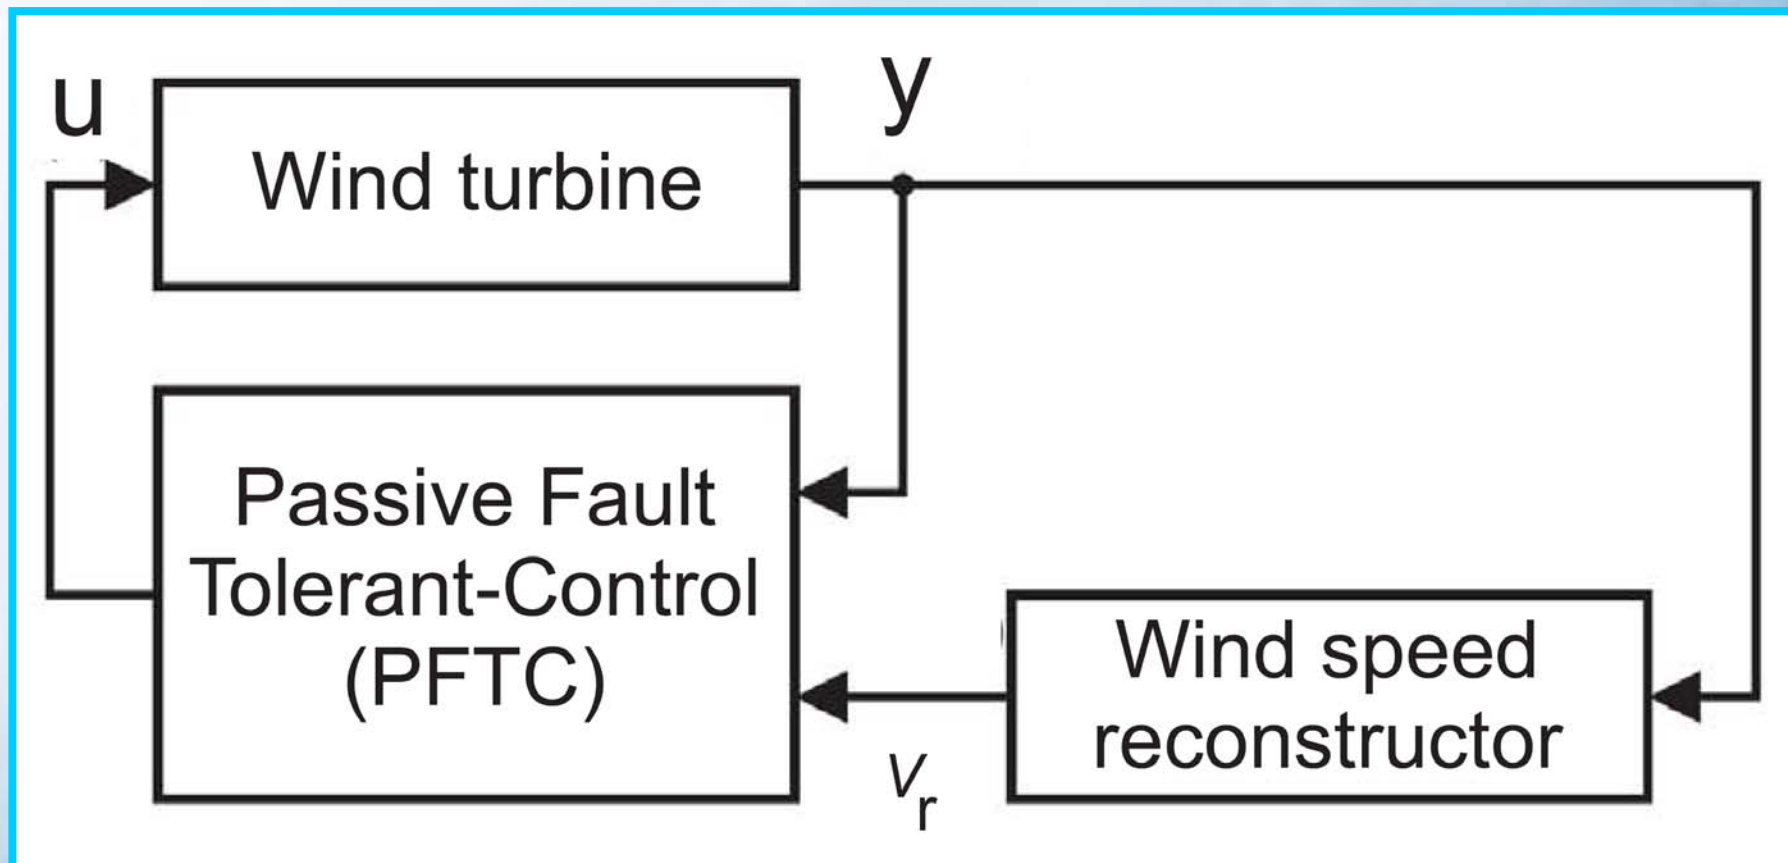 u
y
Wind turbine
Passive Fault
Tolerant-Control
(PFTC)
Wind speed
reconstructor
Vr